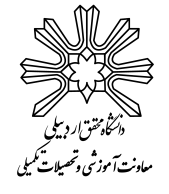 دانشگاه محقق اردبیلی
معاونت آموزشی و تحصیلات تکمیلی